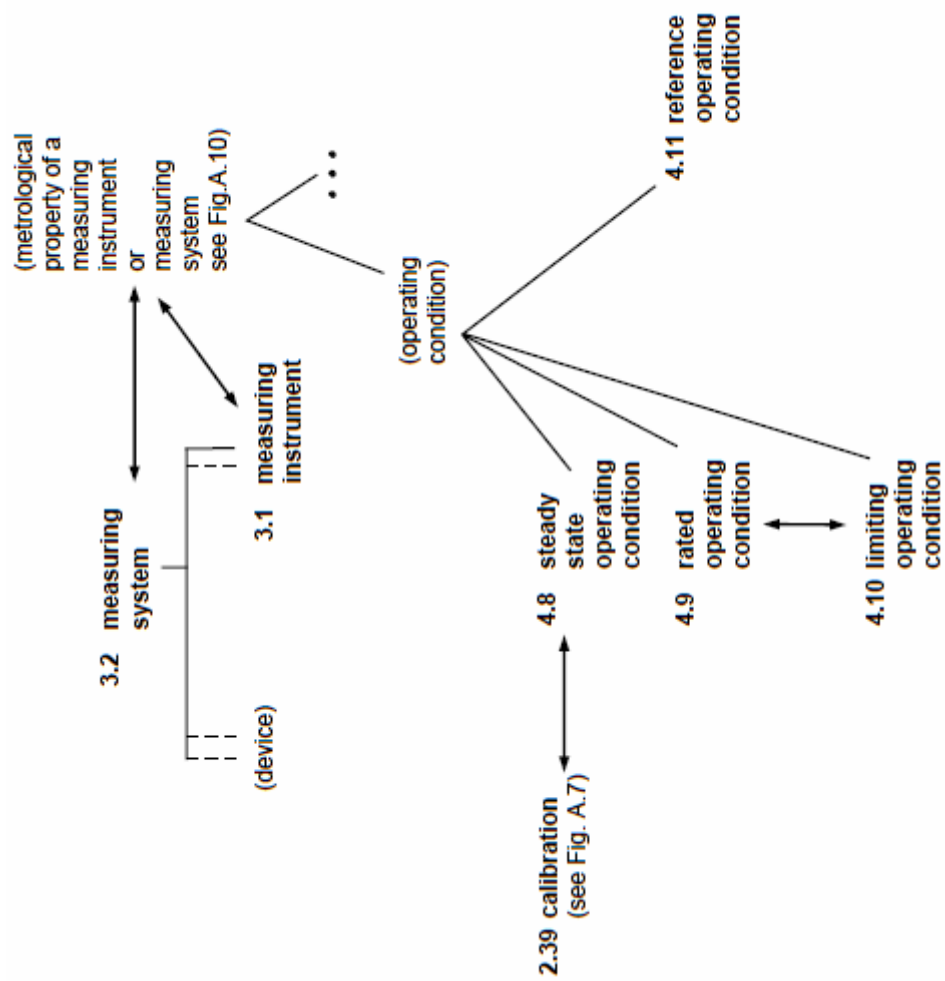 (metrological
property of a
measuring
instrument
or
measuring
system
see Fig.A.10)
3.2 measuring
system
3.1 measuring
instrument
(device)
• • •
(operating
condition)
4.8 steady
state
operating
condition
4.9 rated
operating
condition
4.10 limiting
operating
condition
4.11 reference
operating
condition
2.39 calibration
(see Fig. A.7)